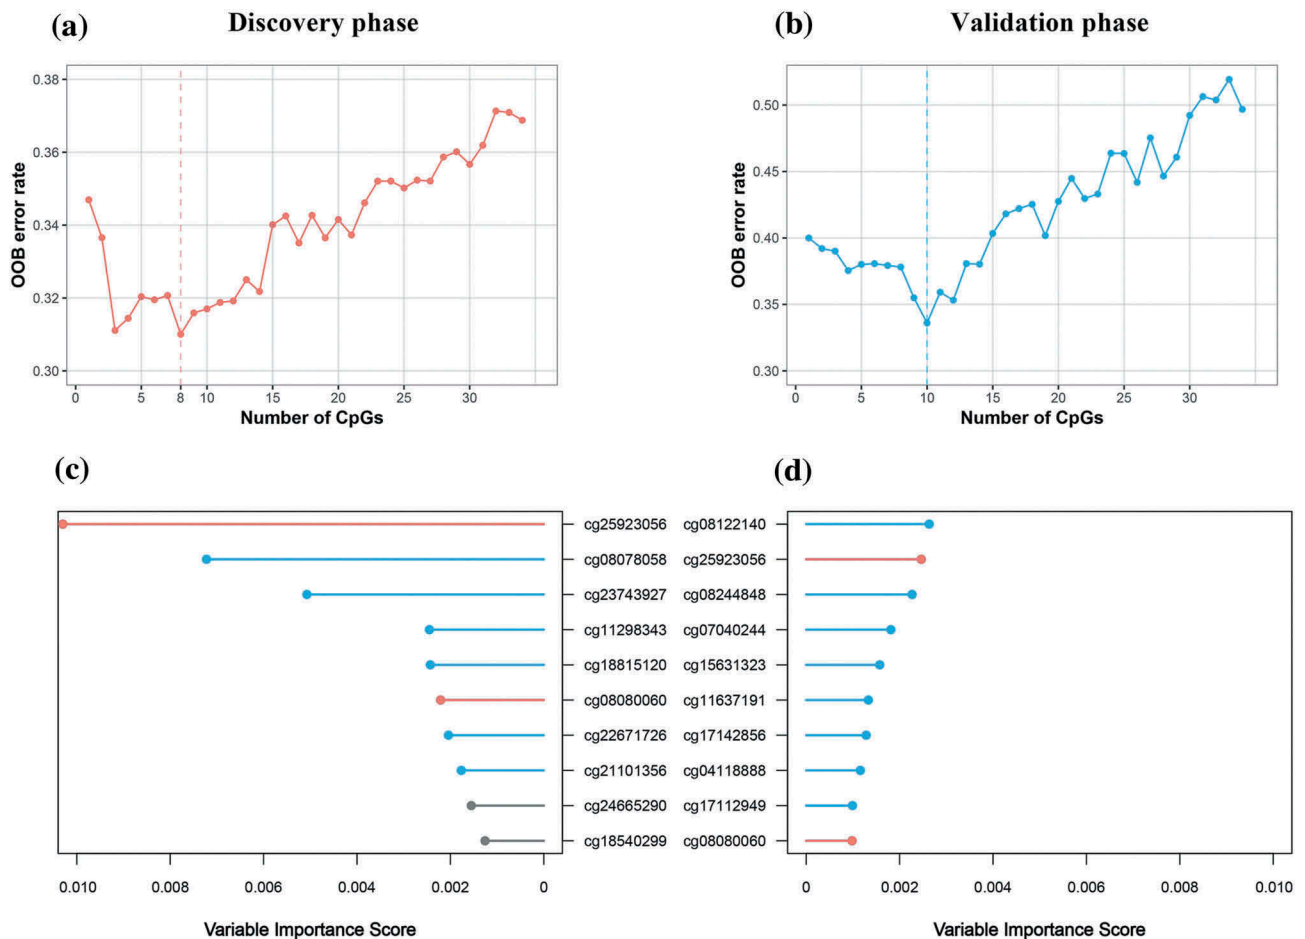 (a) Discovery phase
0.38
0.36
0.34
0.32
0.30
OOB error rate
0 5 8 10 15 20 25 30
Number of CpGs
(b) Validation phase
0.50
0.45
0.40
0.35
0.30
OOB error rate
0 5 10 15 20 25 30
Number of CpGs
(c)
cg25923056
cg08078058
cg23743927
cg11298343
cg18815120
cg08080060
cg22671726
cg21101356
cg24665290
cg18540299
0.010 0.008 0.006 0.004 0.002 0
Variable Importance Score
(d)
cg08122140
cg25923056
cg08244848
cg07040244
cg15631323
cg11637191
cg17142856
cg04118888
cg17112949
cg08080060
0 0.002 0.004 0.006 0.008 0.010
Variable Importance Score